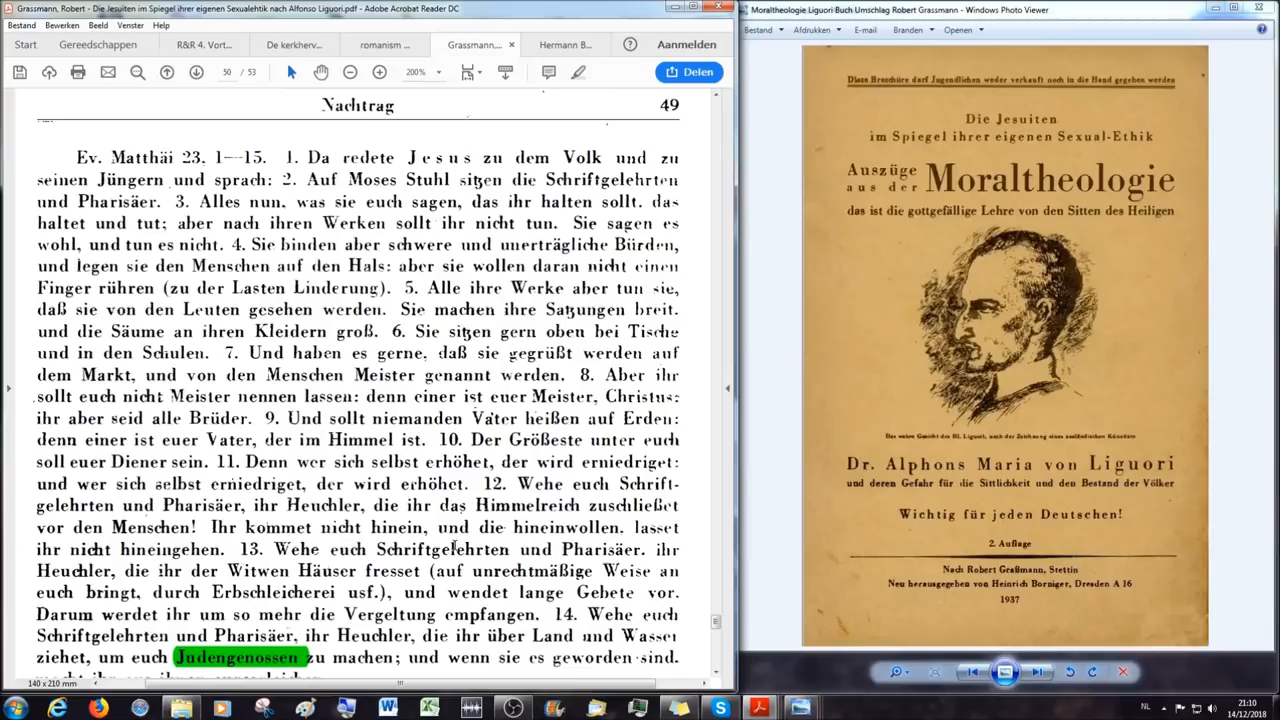 Grassmann, Robert - Die Jesuiten im Spiegel ihrer eigenen Sexualethik nach Alfonso Liguori.pdf - Adobe Acrobat Reader DC
Bestand Bewerken Beeld Venster Help
Start Gereedschappen R&R 4. Vort... De kerkherv... romanism ... Grassmann,... × Hermann B... Aanmelden
50 / 53 200% Delen
Nachtrag 49
Ev. Matthäi 23, 1—15. 1. Da redete Jesus zu dem Volk und zu
seinen Jüngern und sprach: 2. Auf Moses Stuhl sitzen die Schriftgelehrten
und Pharisäer. 3. Alles nun, was sie euch sagen, das ihr halten sollt, das
haltet und tut; aber nach ihren Werken sollt ihr nicht tun. Sie sagen es
wohl, und tun es nicht. 4. Sie binden aber schwere und unerträgliche Bürden,
und legen sie den Menschen auf den Hals: aber sie wollen daran nicht einen
Finger rühren (zu der Lasten Linderung). 5. Alle ihre Werke aber tun sie,
daß sie von den Leuten gesehen werden. Sie machen ihre Satzungen breit.
und die Säume an ihren Kleidern groß. 6. Sie sitzen gern oben bei Tische
und in den Schulen. 7. Und haben es gerne, daß sie gegrüßt werden auf
dem Markt, und von den Menschen Meister genannt werden. 8. Aber ihr
sollt euch nicht Meister nennen lassen: denn einer ist euer Meister, Christus:
ihr aber seid alle Brüder. 9. Und sollt niemanden Vater heißen auf Erden:
denn einer ist euer Vater, der im Himmel ist. 10. Der Größeste unter euch
soll euer Diener sein. 11. Denn wer sich selbst erhöhet, der wird erniedriget:
und wer sich selbst erniedriget, der wird erhöhet. 12. Wehe euch Schrift-
gelehrten und Pharisäer, ihr Heuchler, die ihr das Himmelreich zuschließet
vor den Menschen! Ihr kommet nicht hinein, und die hineinwollen, lasset
ihr nicht hineingehen. 13. Wehe euch Schriftgelehrten und Pharisäer, ihr
Heuchler, die ihr der Witwen Häuser fresset (auf unrechtmäßige Weise an
euch bringt, durch Erbschleicherei usf.), und wendet lange Gebete vor.
Darum werdet ihr um so mehr die Vergeltung empfangen. 14. Wehe euch
Schriftgelehrten und Pharisäer, ihr Heuchler, die ihr über Land und Wasser
ziehet, um euch Judengenossen zu machen; und wenn sie es geworden sind.
140 x 210 mm
Moraltheologie Liguori Buch Umschlag Robert Grassmann - Windows Photo Viewer
Bestand Afdrukken E-mail Branden Openen
Diese Broschüre darf Jugendlichen weder verkauft noch in die Hand gegeben werden
Die Jesuiten
im Spiegel ihrer eigenen Sexual-Ethik
Auszüge aus der Moraltheologie
das ist die gottgefällige Lehre von den Sitten des Heiligen
Das wahre Gesicht des Hl. Liguori, nach der Zeichnung eines ausländischen Künstlers
Dr. Alphons Maria von Liguori
und deren Gefahr für die Sittlichkeit und den Bestand der Völker
Wichtig für jeden Deutschen!
2. Auflage
Nach Robert Graßmann, Stettin
Neu herausgegeben von Heinrich Borniger, Dresden A 16
1937
NL 21:10
14/12/2018